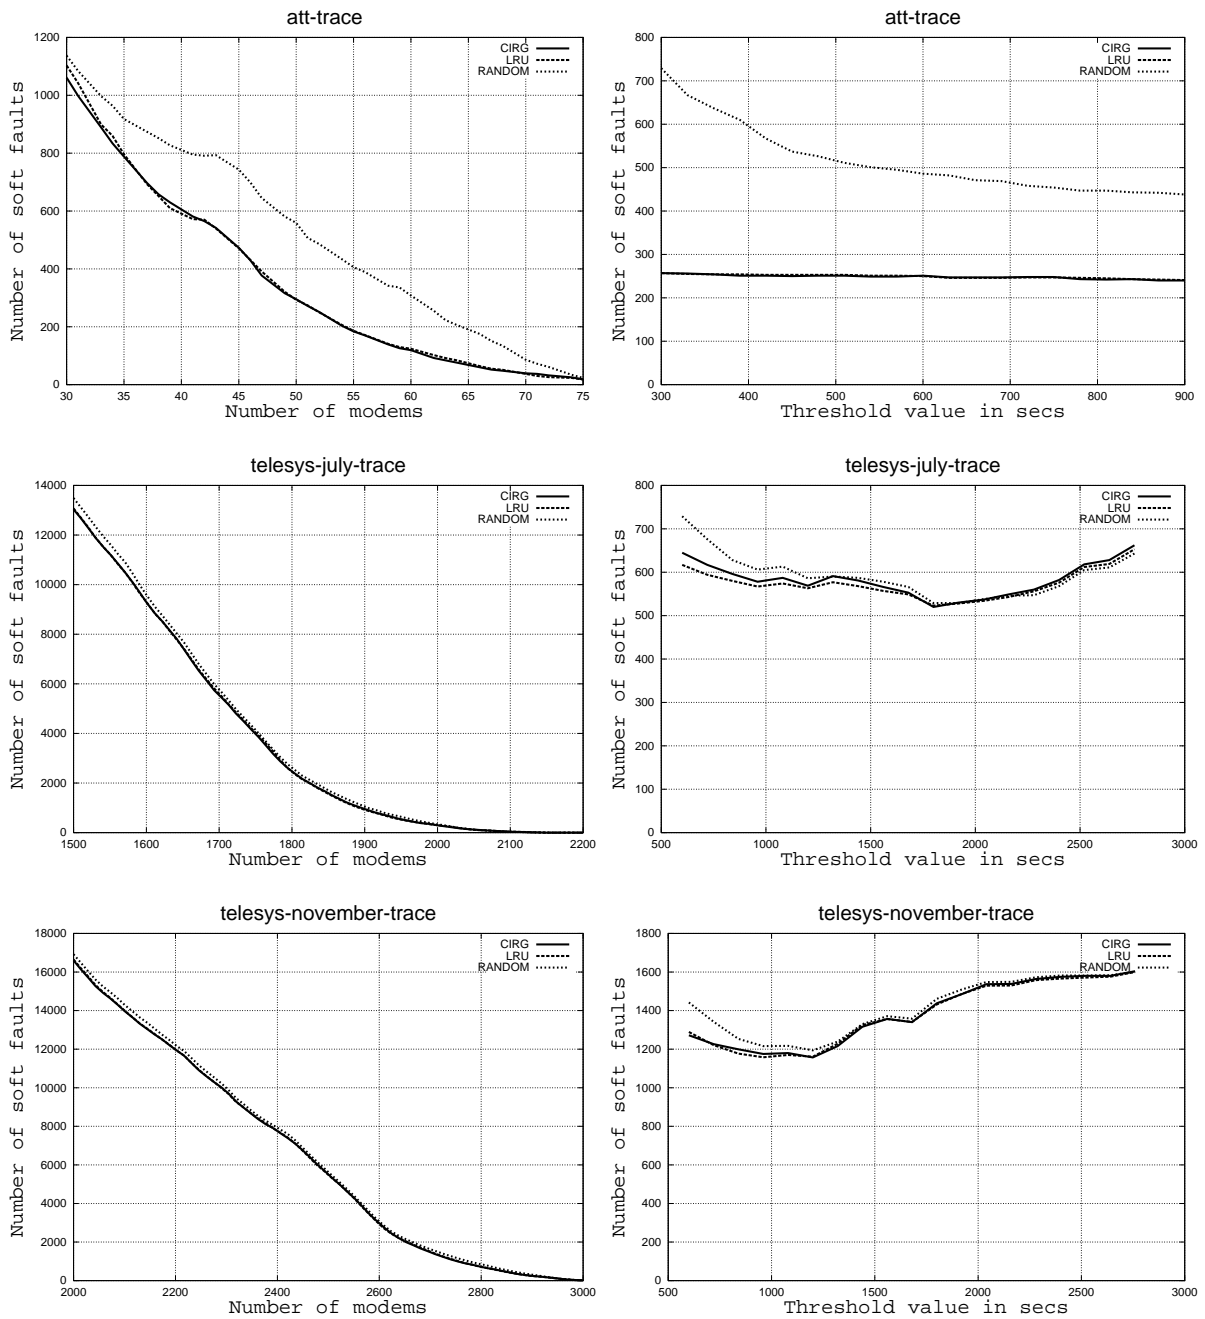 att-trace
1200
1000
800
600
400
200
0
30 35 40 45 50 55 60 65 70 75
Number of soft faults
Number of modems
CIRG
LRU
RANDOM
att-trace
800
700
600
500
400
300
200
100
0
300 400 500 600 700 800 900
Number of soft faults
Threshold value in secs
CIRG
LRU
RANDOM
telesys-july-trace
14000
12000
10000
8000
6000
4000
2000
0
1500 1600 1700 1800 1900 2000 2100 2200
Number of soft faults
Number of modems
CIRG
LRU
RANDOM
telesys-july-trace
800
700
600
500
400
300
200
100
0
500 1000 1500 2000 2500 3000
Number of soft faults
Threshold value in secs
CIRG
LRU
RANDOM
telesys-november-trace
18000
16000
14000
12000
10000
8000
6000
4000
2000
0
2000 2200 2400 2600 2800 3000
Number of soft faults
Number of modems
CIRG
LRU
RANDOM
telesys-november-trace
1800
1600
1400
1200
1000
800
600
400
200
0
500 1000 1500 2000 2500 3000
Number of soft faults
Threshold value in secs
CIRG
LRU
RANDOM